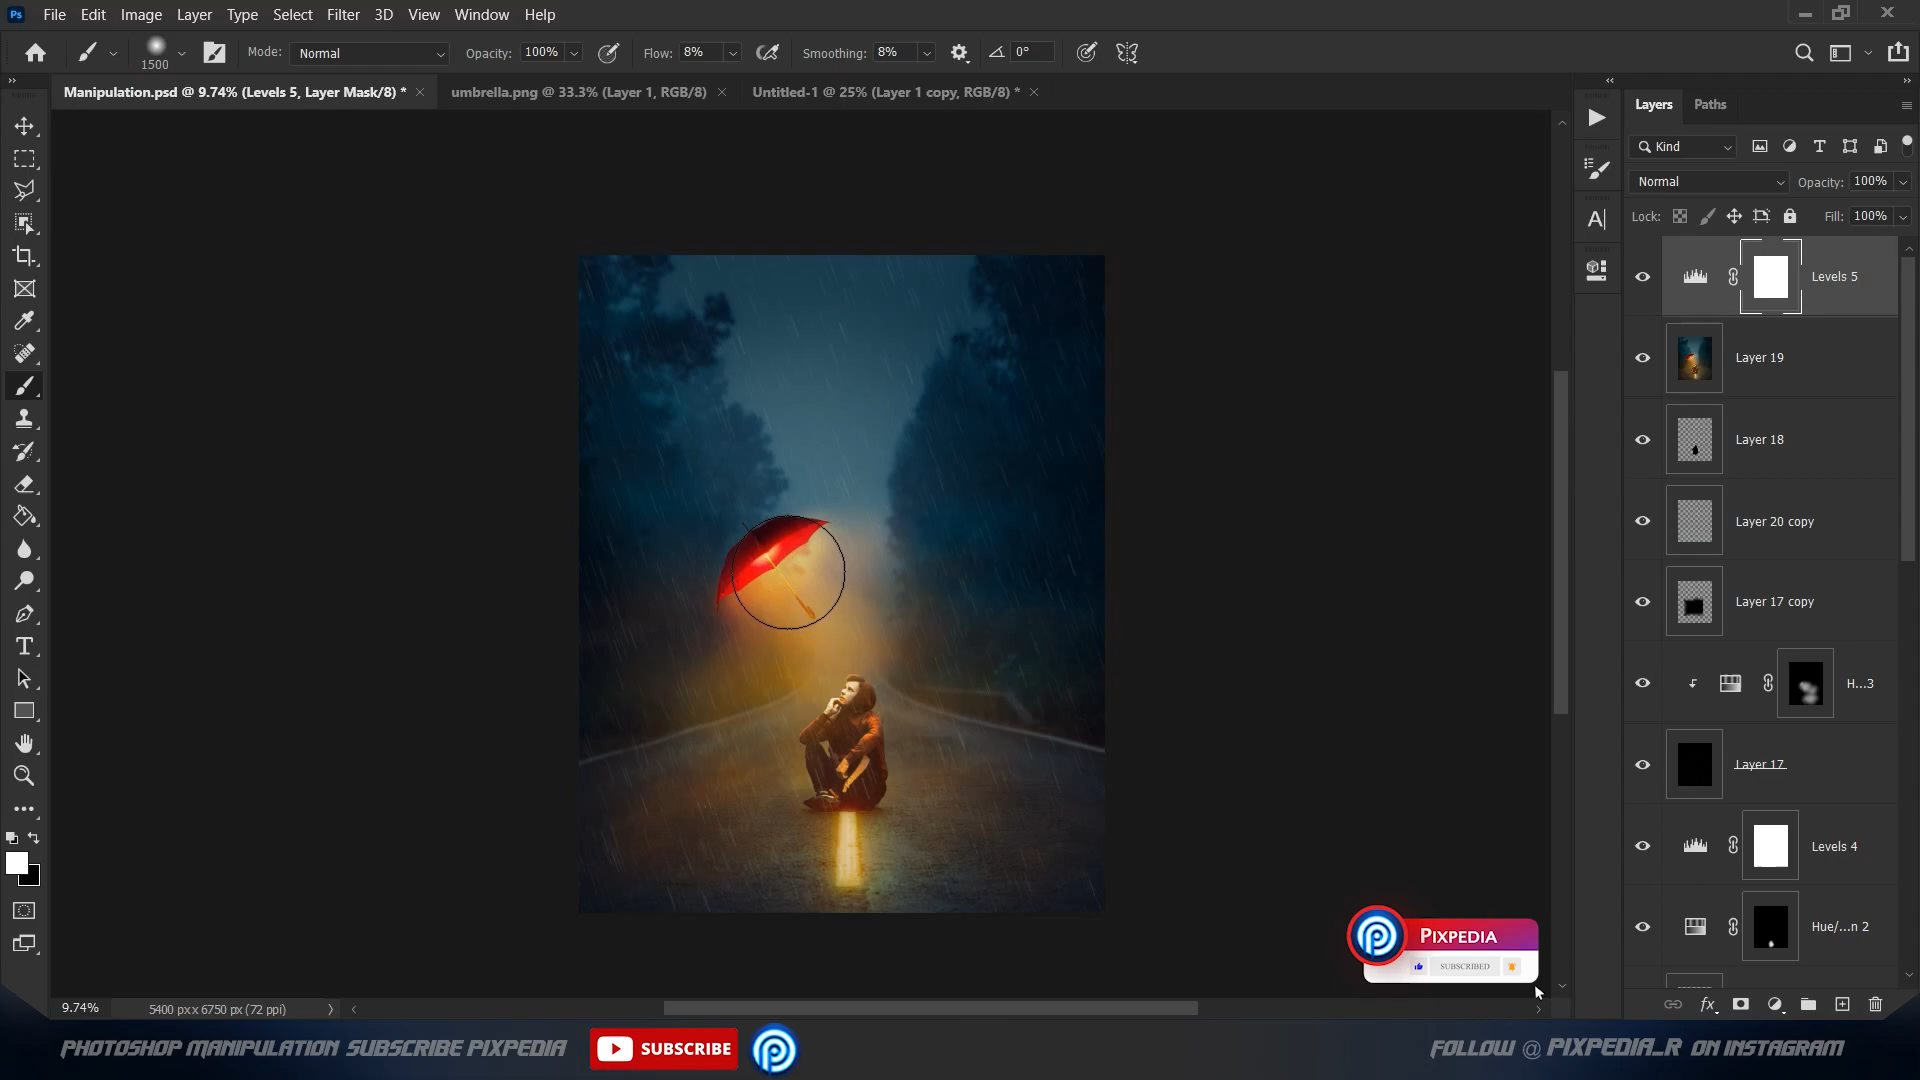 Ps File Edit Image Layer Type Select Filter 3D View Window Help
1500 Mode: Normal Opacity: 100% Flow: 8% Smoothing: 8% 0°
Manipulation.psd @ 9.74% (Levels 5, Layer Mask/8) * umbrella.png @ 33.3% (Layer 1, RGB/8) Untitled-1 @ 25% (Layer 1 copy, RGB/8) *
Layers Paths
Kind
Normal Opacity: 100%
Lock: Fill: 100%
Levels 5
Layer 19
Layer 18
Layer 20 copy
Layer 17 copy
H...3
Layer 17
Levels 4
Hue/...n 2
PIXPEDIA
SUBSCRIBED
9.74% 5400 px x 6750 px (72 ppi)
PHOTOSHOP MANIPULATION SUBSCRIBE PIXPEDIA SUBSCRIBE FOLLOW @ PIXPEDIA_R ON INSTAGRAM